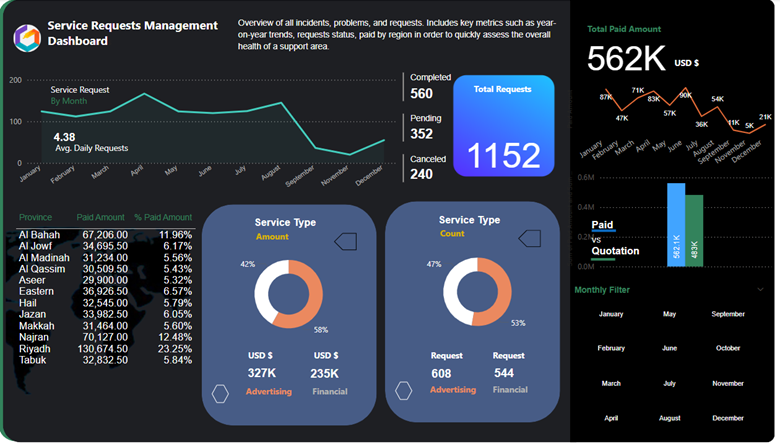 Service Requests Management
Dashboard
Overview of all incidents, problems, and requests. Includes key metrics such as year-
on-year trends, requests status, paid by region in order to quickly assess the overall
health of a support area.
200
100
0
Service Request
By Month
4.38
Avg. Daily Requests
January
February
March
April
May
June
July
August
September
November
December
Completed
560
Pending
352
Canceled
240
Total Requests
1152
Province Paid Amount % Paid Amount
Al Bahah 67,206.00 11.96%
Al Jowf 34,695.50 6.17%
Al Madinah 31,234.00 5.56%
Al Qassim 30,509.50 5.43%
Aseer 29,900.00 5.32%
Eastern 36,926.50 6.57%
Hail 32,545.00 5.79%
Jazan 33,982.50 6.05%
Makkah 31,464.00 5.60%
Najran 70,127.00 12.48%
Riyadh 130,674.50 23.25%
Tabuk 32,832.50 5.84%
Service Type
Amount
42%
58%
USD $ USD $
327K 235K
Advertising Financial
Service Type
Count
47%
53%
Request Request
608 544
Advertising Financial
Total Paid Amount
562K USD $
87K
47K
71K
83K
57K
90K
36K
54K
11K
5K
21K
January
February
March
April
May
June
July
August
September
November
December
0.6M
0.4M
0.2M
0.0M
Paid
vs
Quotation
562.1K
483K
Monthly Filter
January May September
February June October
March July November
April August December